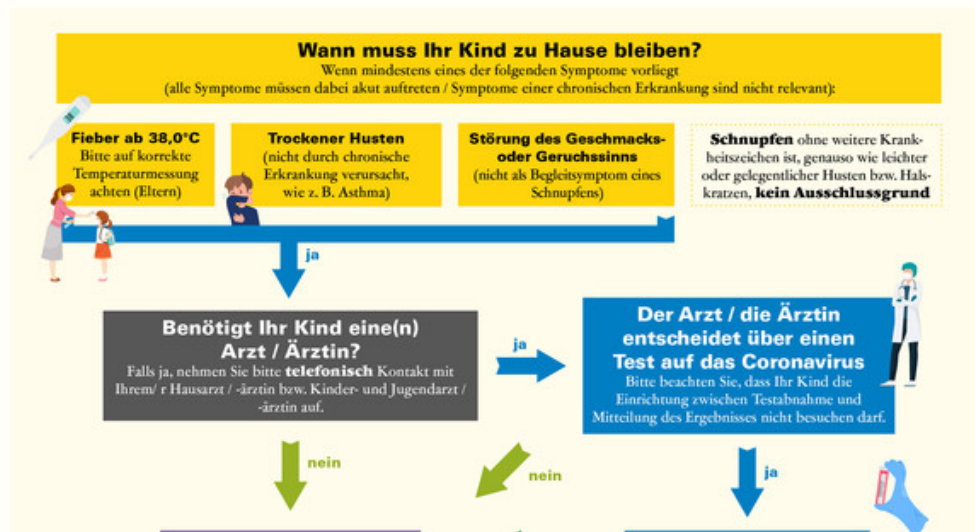 Wann muss Ihr Kind zu Hause bleiben?
Wenn mindestens eines der folgenden Symptome vorliegt
(alle Symptome müssen dabei akut auftreten / Symptome einer chronischen Erkrankung sind nicht relevant):
Fieber ab 38,0°C
Bitte auf korrekte
Temperaturmessung
achten (Eltern)
Trockener Husten
(nicht durch chronische
Erkrankung verursacht,
wie z. B. Asthma)
Störung des Geschmacks-
oder Geruchssinns
(nicht als Begleitsymptom eines
Schnupfens)
Schnupfen ohne weitere Krank-
heitszeichen ist, genauso wie leichter
oder gelegentlicher Husten bzw. Hals-
kratzen, kein Ausschlussgrund
ja
Benötigt Ihr Kind eine(n)
Arzt / Ärztin?
Falls ja, nehmen Sie bitte telefonisch Kontakt mit
Ihrem/ r Hausarzt / -ärztin bzw. Kinder- und Jugendarzt /
-ärztin auf.
ja
Der Arzt / die Ärztin
entscheidet über einen
Test auf das Coronavirus
Bitte beachten Sie, dass Ihr Kind die
Einrichtung zwischen Testabnahme und
Mitteilung des Ergebnisses nicht besuchen darf.
nein
nein
ja